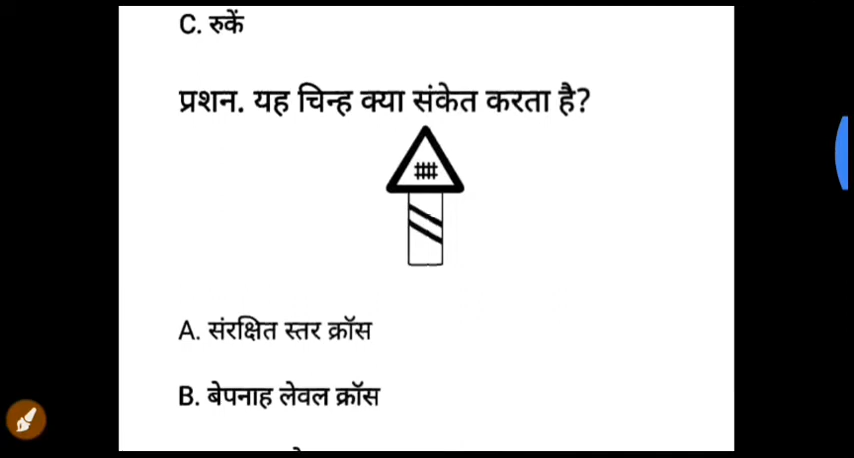 C. रुकें
प्रशन. यह चिन्ह क्या संकेत करता है?
A. संरक्षित स्तर क्रॉस
B. बेपनाह लेवल क्रॉस